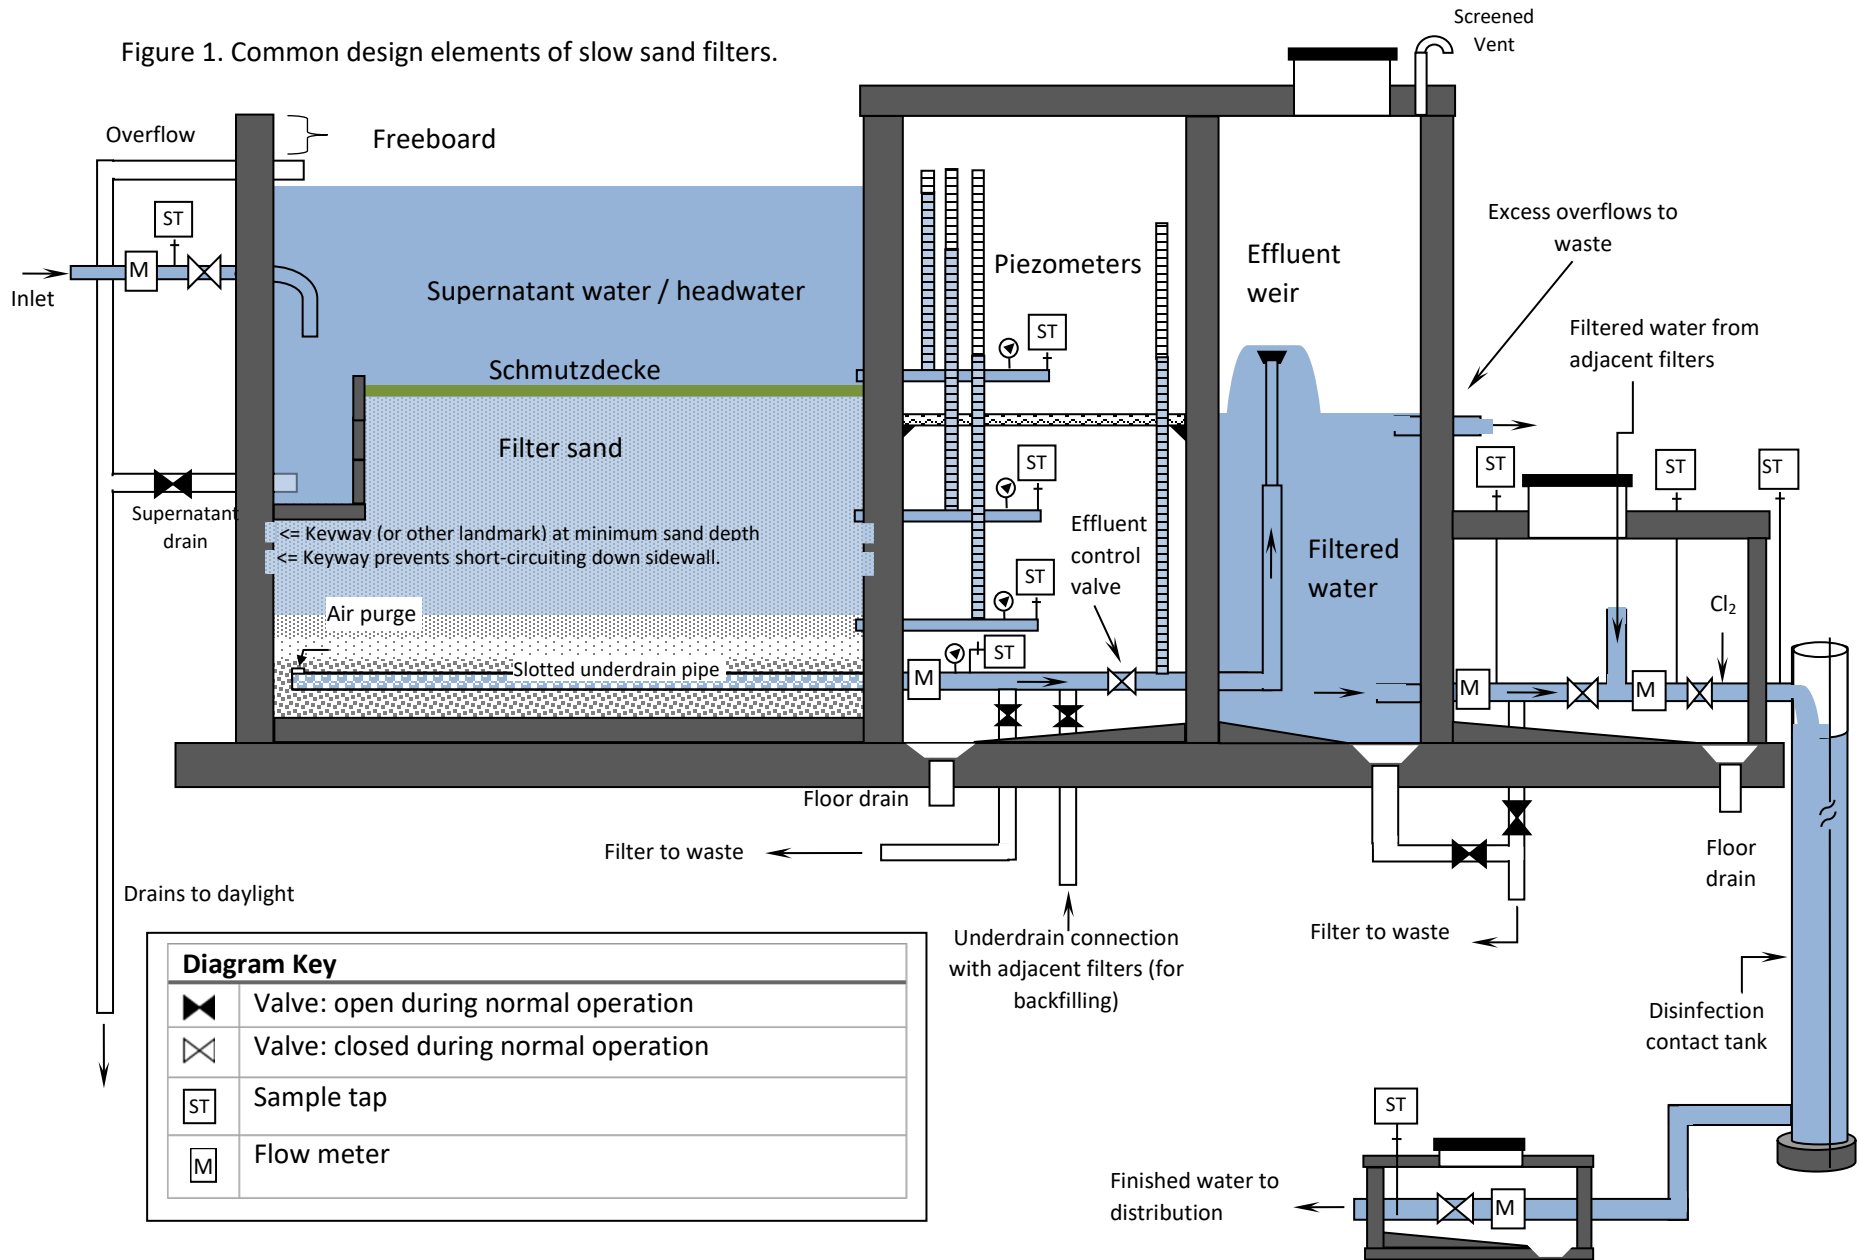 Figure 1. Common design elements of slow sand filters.
Screened
Vent
Overflow
Freeboard
ST
M
Inlet
Supernatant water / headwater
Schmutzdecke
Filter sand
Supernatant
drain
<= Keyway (or other landmark) at minimum sand depth
<= Keyway prevents short-circuiting down sidewall.
Air purge
Slotted underdrain pipe
Piezometers
ST
ST
ST
ST
M
Effluent
control
valve
Effluent
weir
Filtered
water
Excess overflows to
waste
Filtered water from
adjacent filters
ST
ST
ST
Cl2
M
M
Floor drain
Filter to waste
Underdrain connection
with adjacent filters (for
backfilling)
Filter to waste
Floor
drain
Disinfection
contact tank
Drains to daylight
Diagram Key
Valve: open during normal operation
Valve: closed during normal operation
ST
Sample tap
M
Flow meter
ST
M
Finished water to
distribution